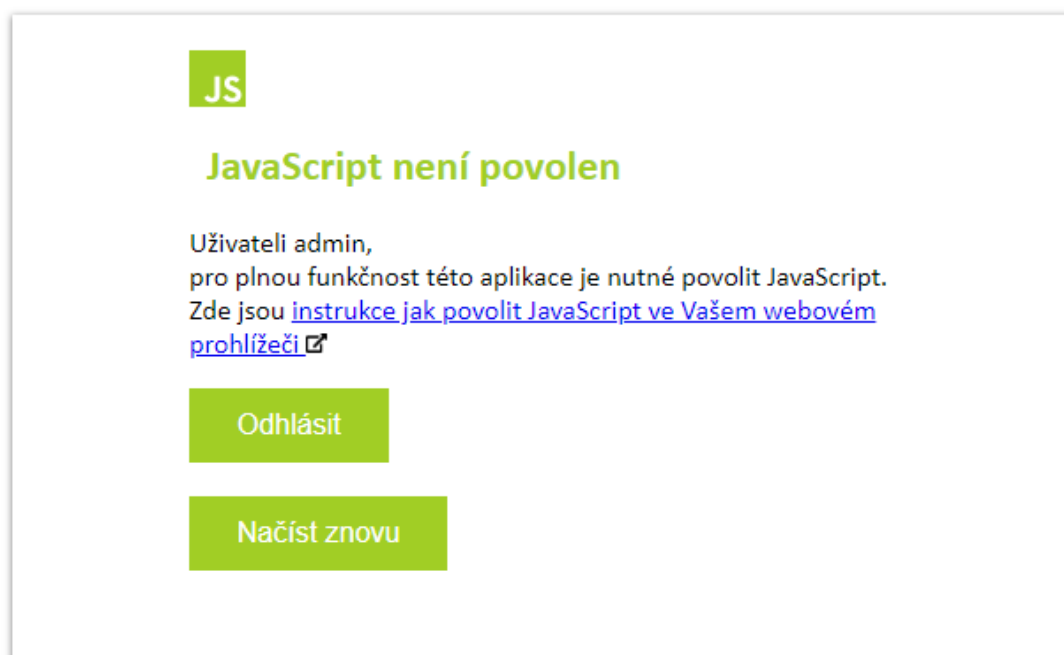 JS
JavaScript není povolen
Uživateli admin,
pro plnou funkčnost této aplikace je nutné povolit JavaScript.
Zde jsou instrukce jak povolit JavaScript ve Vašem webovém
prohlížeči
Odhlásit
Načíst znovu